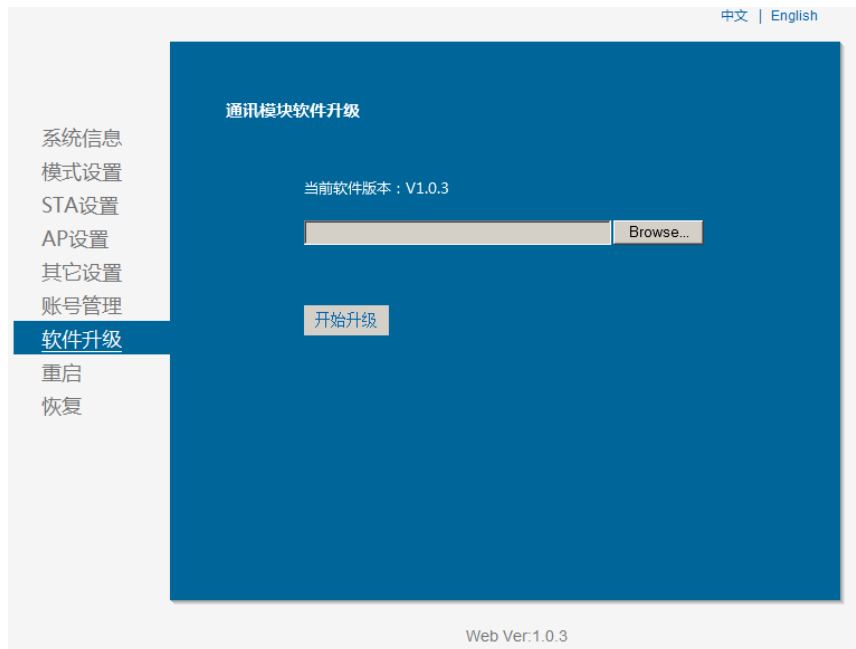 中文 | English
通讯模块软件升级
系统信息
模式设置
当前软件版本：V1.0.3
STA设置
Browse...
AP设置
其它设置
账号管理
开始升级
软件升级
重启
恢复
Web Ver:1.0.3